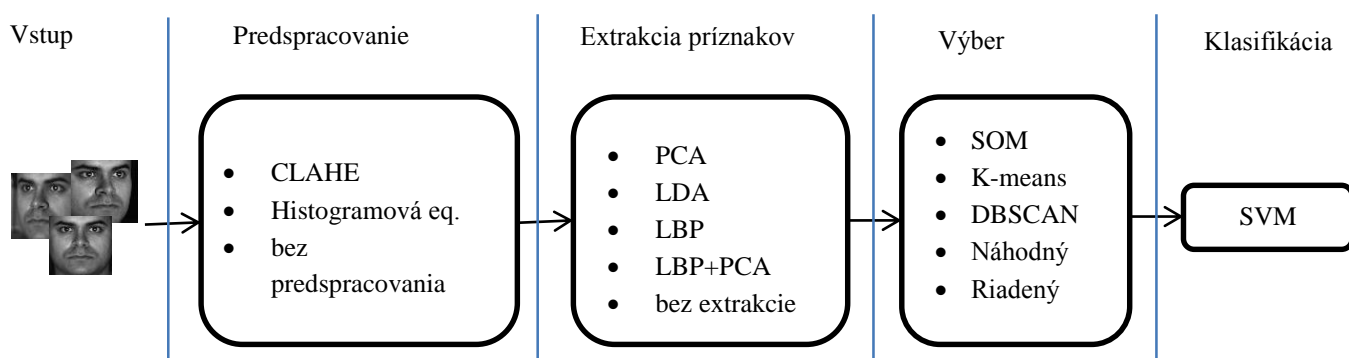 Vstup
Predspracovanie
Extrakcia príznakov
Výber
Klasifikácia
• CLAHE
• Histogramová eq.
• bez
predspracovania
• PCA
• LDA
• LBP
• LBP+PCA
• bez extrakcie
• SOM
• K-means
• DBSCAN
• Náhodný
• Riadený
SVM